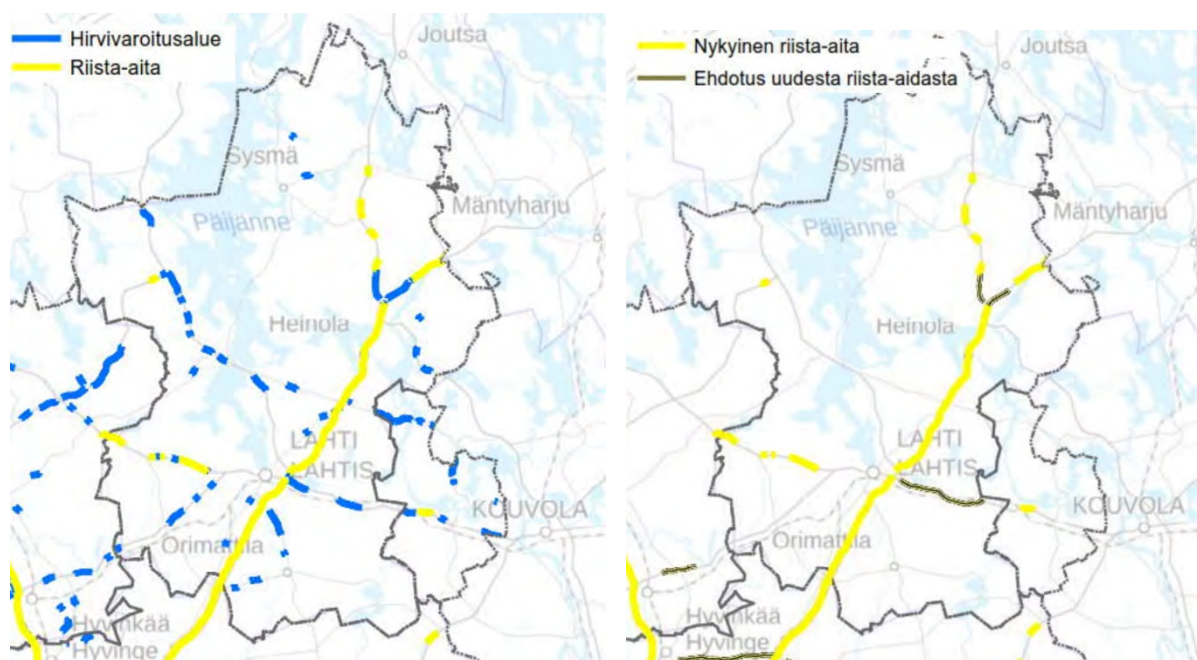 Hirvivaroitusalue
Riista-aita
Joutsa
Sysmä
Mäntyharju
Päijänne
Heinola
LAHTI
LAHTIS
KOUVOLA
Orimattila
Hyvinkää
Hyvinge
Nykyinen riista-aita
Ehdotus uudesta riista-aidasta
Joutsa
Sysmä
Mäntyharju
Päijänne
Heinola
LAHTI
LAHTIS
KOUVOLA
Orimattila
Hyvinkää
Hyvinge